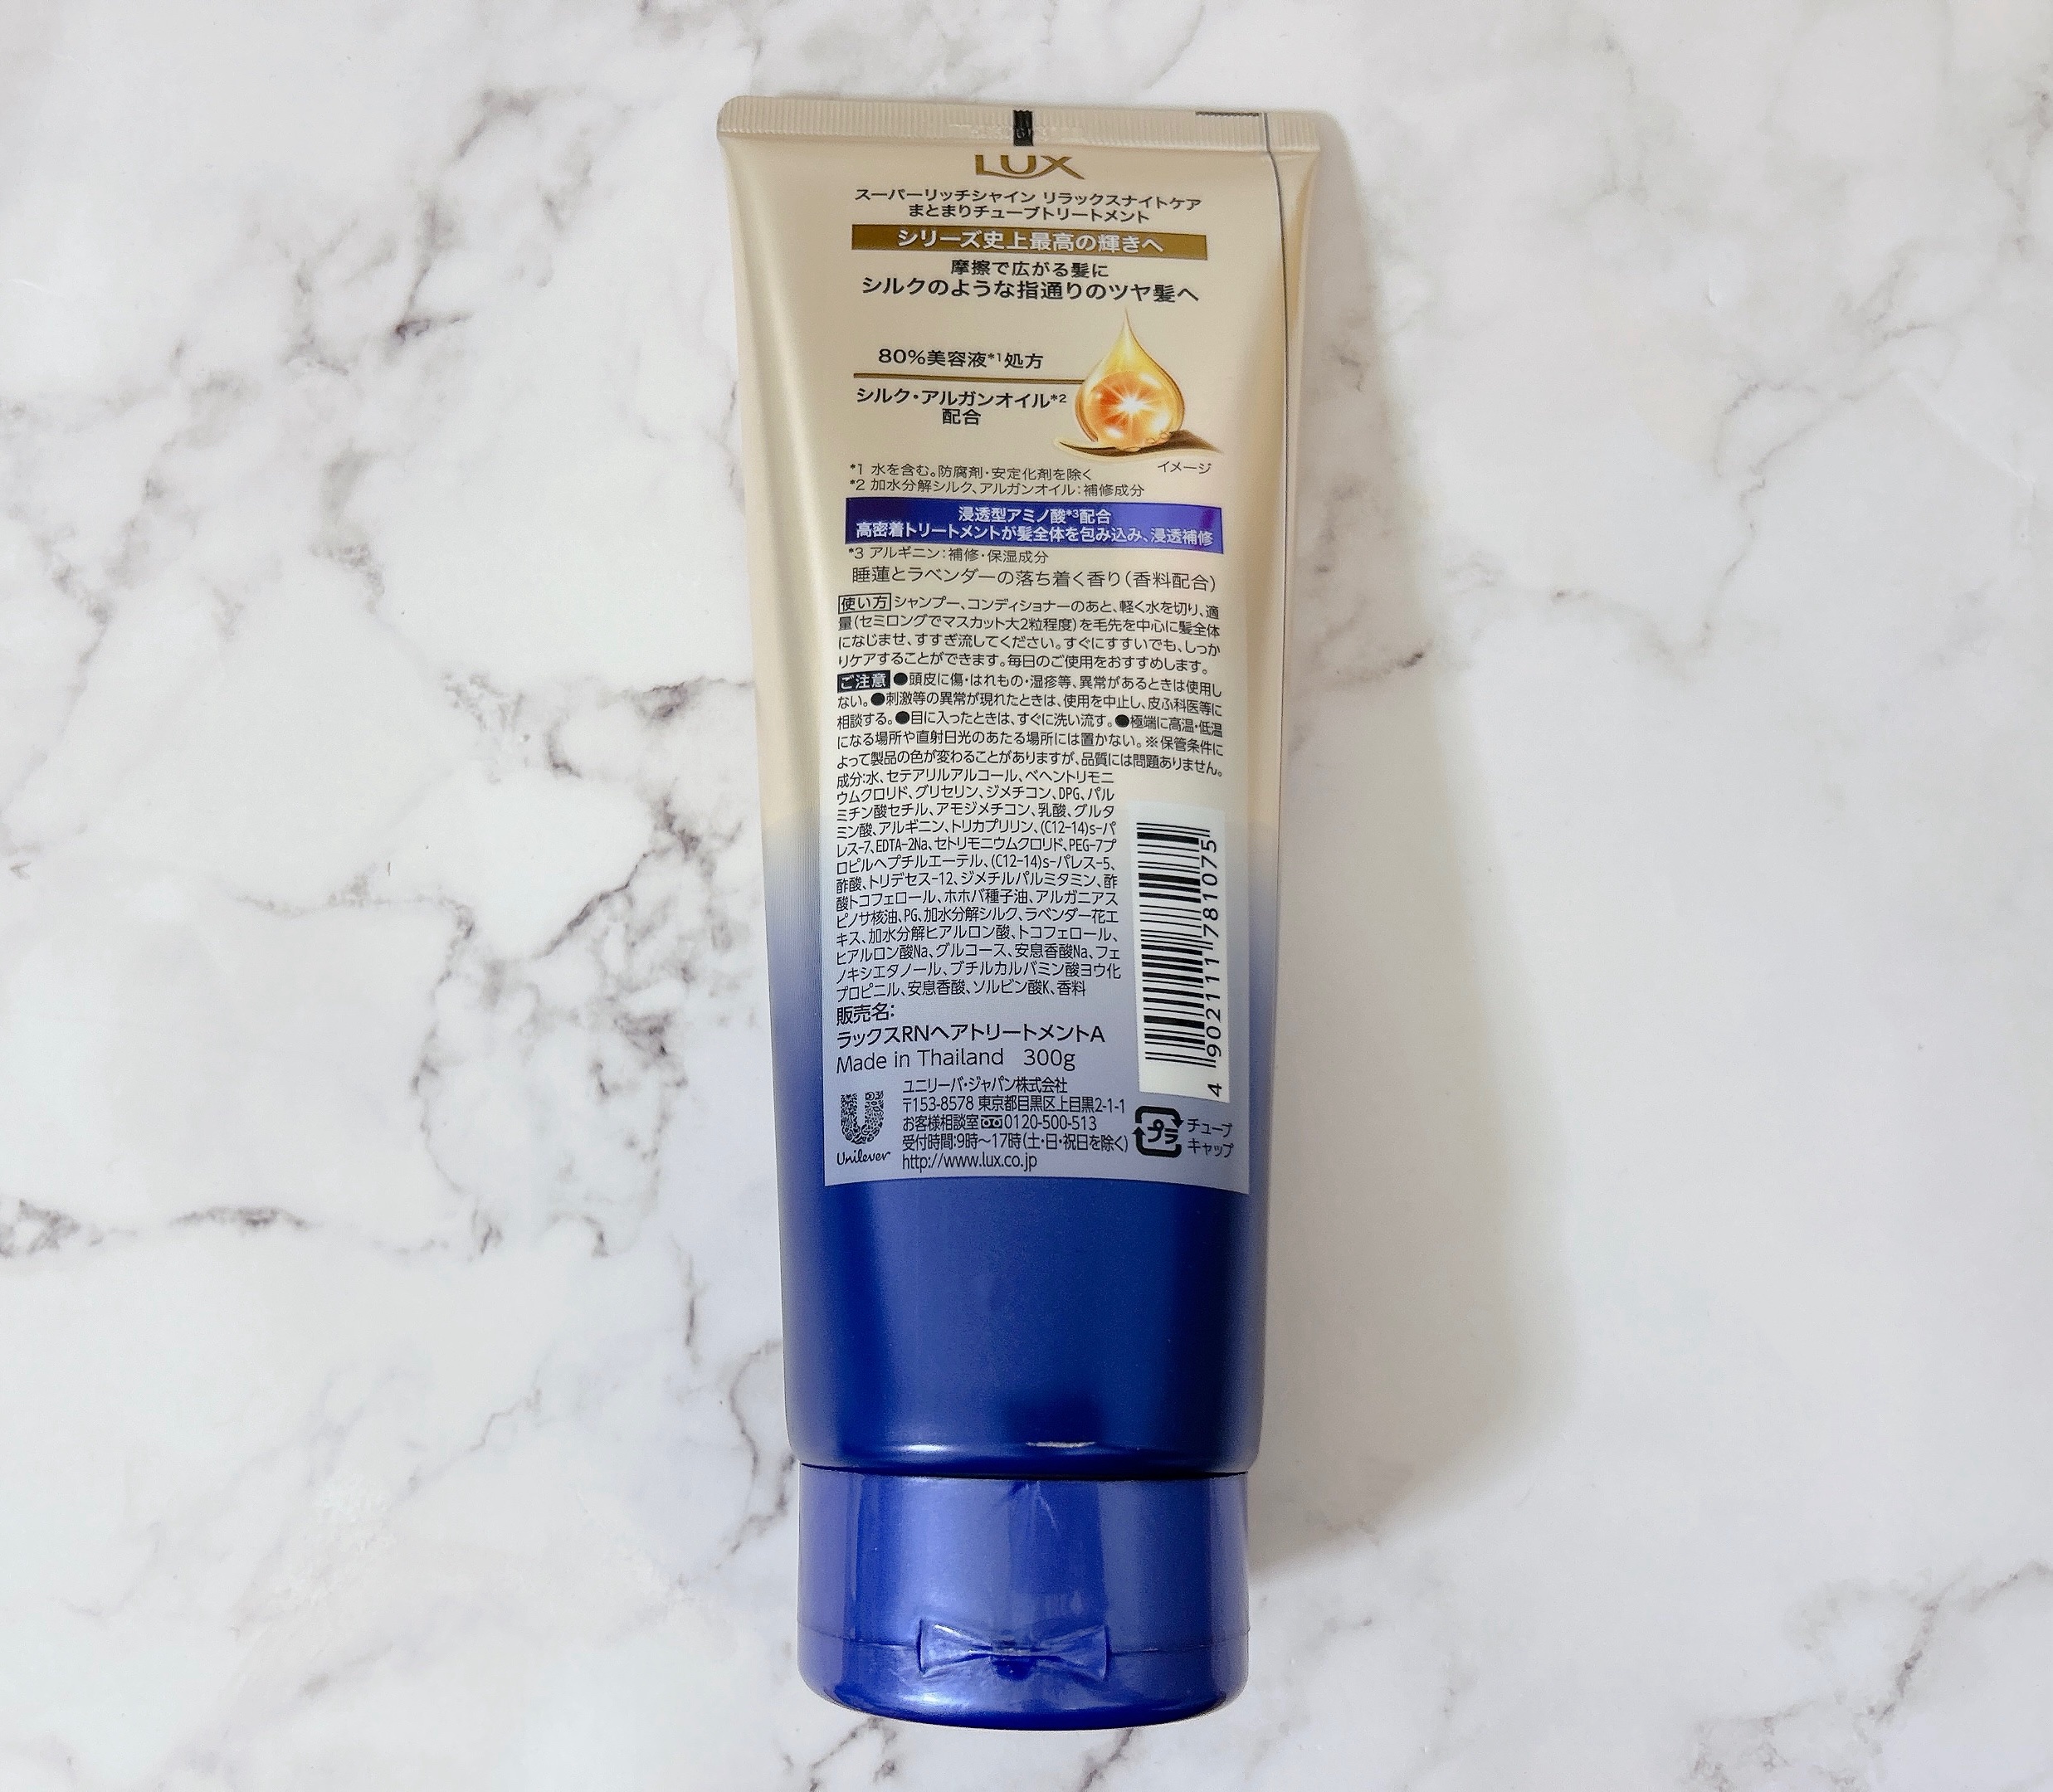 LUX
スーパーリッチシャイン リラックスナイトケア
まとまりチューブトリートメント
シリーズ史上最高の輝きへ
摩擦で広がる髪に
シルクのような指通りのツヤ髪へ
80%美容液*1処方
シルク・アルガンオイル*2
配合
イメージ
*1 水を含む。防腐剤・安定化剤を除く
*2 加水分解シルク、アルガンオイル：補修成分
浸透型アミノ酸*3配合
高密着トリートメントが髪全体を包み込み、浸透補修
*3 アルギニン：補修・保湿成分
睡蓮とラベンダーの落ち着く香り（香料配合）
使い方 シャンプー、コンディショナーのあと、軽く水を切り、適
量（セミロングでマスカット大2粒程度）を毛先を中心に髪全体
になじませ、すすぎ流してください。すぐにすすいでも、しっか
りケアすることができます。毎日のご使用をおすすめします。
ご注意 ●頭皮に傷・はれもの・湿疹等、異常があるときは使用し
ない。●刺激等の異常が現れたときは、使用を中止し、皮ふ科医等に
相談する。●目に入ったときは、すぐに洗い流す。●極端に高温・低温
になる場所や直射日光のあたる場所には置かない。※保管条件に
よって製品の色が変わることがありますが、品質には問題ありません。
成分：水、セテアリルアルコール、ベヘントリモニ
ウムクロリド、グリセリン、ジメチコン、DPG、パル
ミチン酸セチル、アモジメチコン、乳酸、グルタ
ミン酸、アルギニン、トリカプリリン、（C12-14）s-パ
レス-7、EDTA-2Na、セトリモニウムクロリド、PEG-7プ
ロピルヘプチルエーテル、（C12-14）s-パレス-5、
酢酸、トリデセス-12、ジメチルパルミタミン、酢
酸トコフェロール、ホホバ種子油、アルガニアス
ピノサ核油、PG、加水分解シルク、ラベンダー花エ
キス、加水分解ヒアルロン酸、トコフェロール、
ヒアルロン酸Na、グルコース、安息香酸Na、フェ
ノキシエタノール、ブチルカルバミン酸ヨウ化
プロピニル、安息香酸、ソルビン酸K、香料
販売名：
ラックスRNヘアトリートメントA
Made in Thailand 300g
4 902111 781075
Unilever
ユニリーバ・ジャパン株式会社
〒153-8578 東京都目黒区上目黒2-1-1
お客様相談室 0120-500-513
受付時間：9時～17時（土・日・祝日を除く）
http://www.lux.co.jp
プラ
チューブ
キャップ